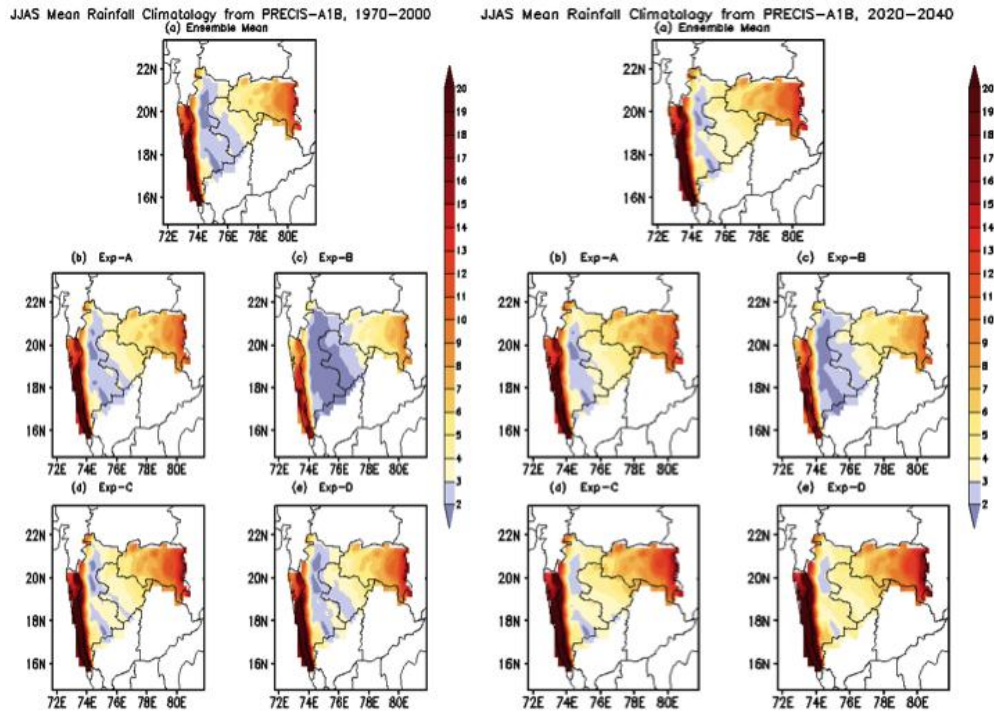 JJAS Mean Rainfall Climatology from PRECIS-A1B, 1970-2000
(a) Ensemble Mean
22N
20N
18N
16N
72E 74E 76E 78E 80E
(b) Exp-A
22N
20N
18N
16N
72E 74E 76E 78E 80E
(c) Exp-B
72E 74E 76E 78E 80E
(d) Exp-C
22N
20N
18N
16N
72E 74E 76E 78E 80E
(e) Exp-D
72E 74E 76E 78E 80E
20
19
18
17
16
15
14
13
12
11
10
9
8
7
6
5
4
3
2
JJAS Mean Rainfall Climatology from PRECIS-A1B, 2020-2040
(a) Ensemble Mean
22N
20N
18N
16N
72E 74E 76E 78E 80E
(b) Exp-A
22N
20N
18N
16N
72E 74E 76E 78E 80E
(c) Exp-B
72E 74E 76E 78E 80E
(d) Exp-C
22N
20N
18N
16N
72E 74E 76E 78E 80E
(e) Exp-D
72E 74E 76E 78E 80E
20
19
18
17
16
15
14
13
12
11
10
9
8
7
6
5
4
3
2